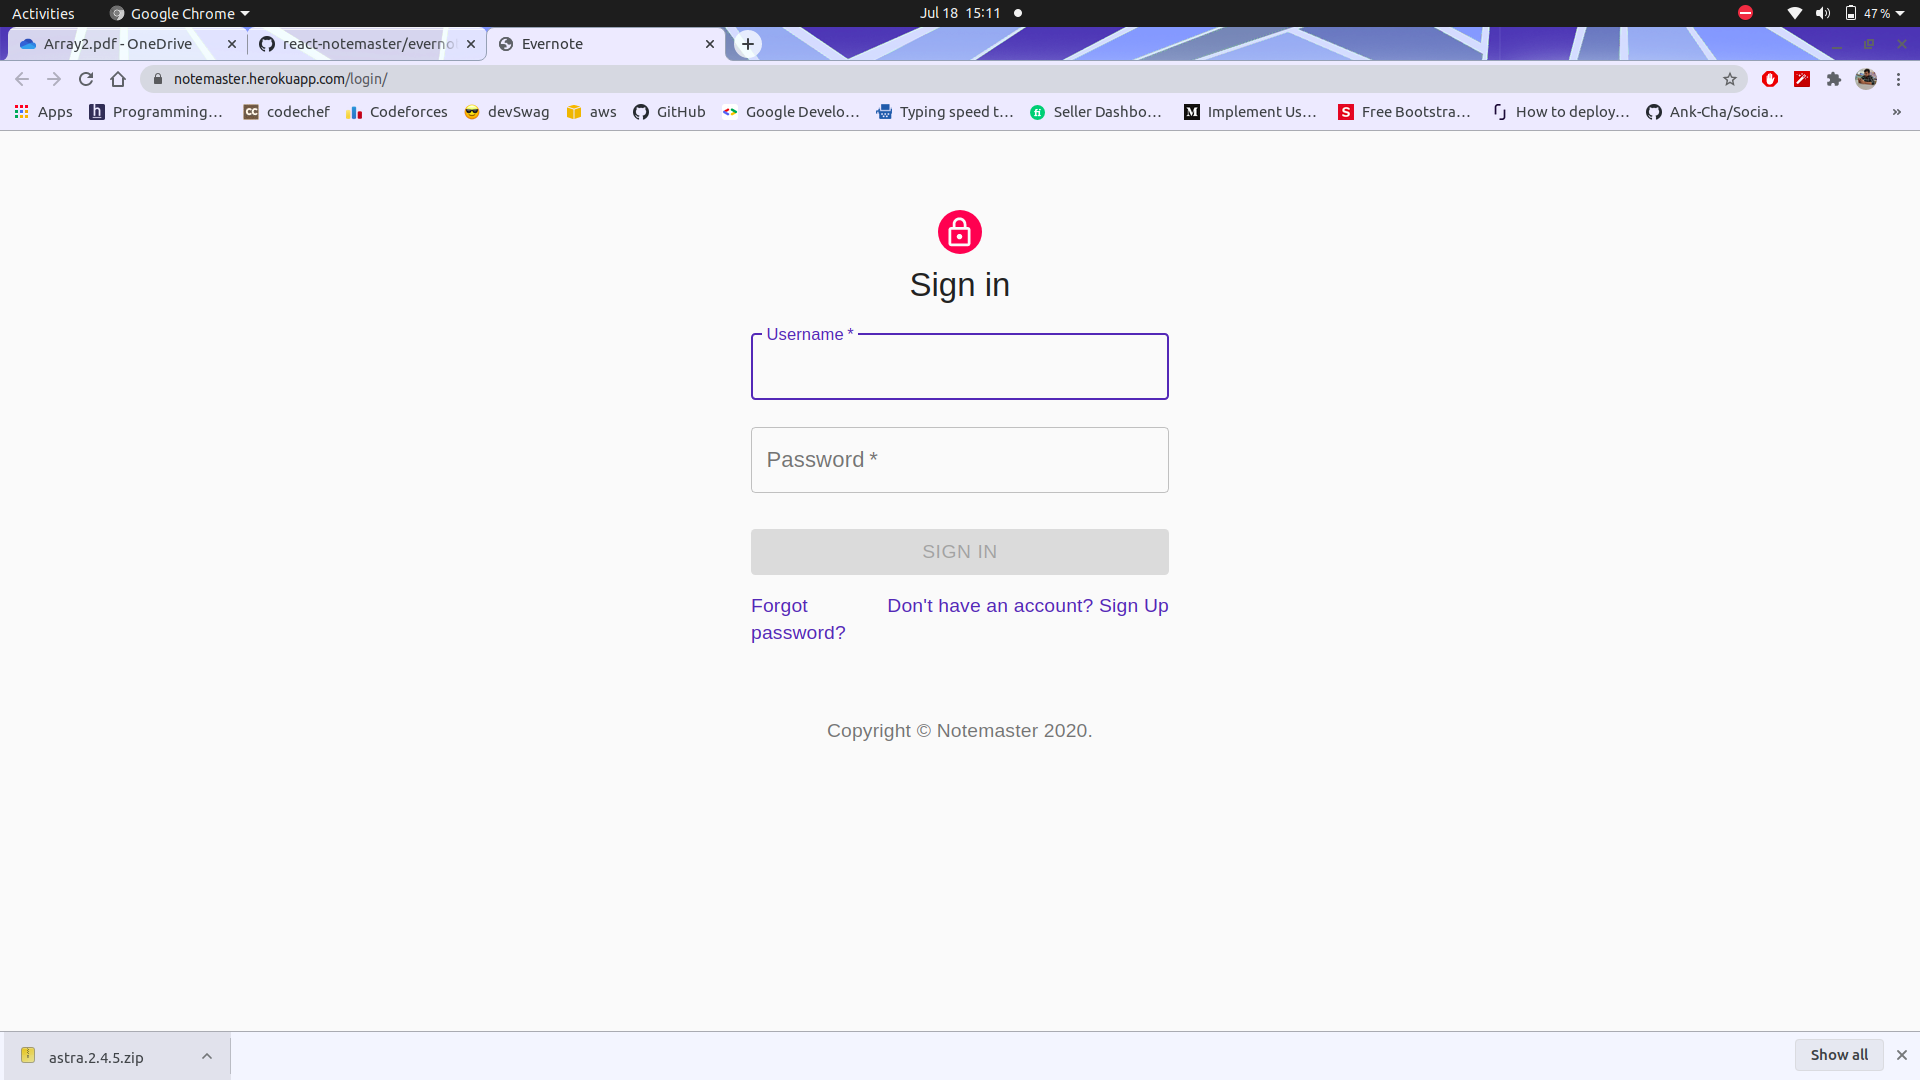 Activities
Google Chrome
Jul 18 15:11
47 %
Array2.pdf - OneDrive
react-notemaster/everno
Evernote
notemaster.herokuapp.com/login/
Apps
Programming...
codechef
Codeforces
devSwag
aws
GitHub
Google Develo...
Typing speed t...
Seller Dashbo...
Implement Us...
Free Bootstra...
How to deploy...
Ank-Cha/Socia...
»
Sign in
Username *
Password *
SIGN IN
Forgot
password?
Don't have an account? Sign Up
Copyright © Notemaster 2020.
astra.2.4.5.zip
Show all